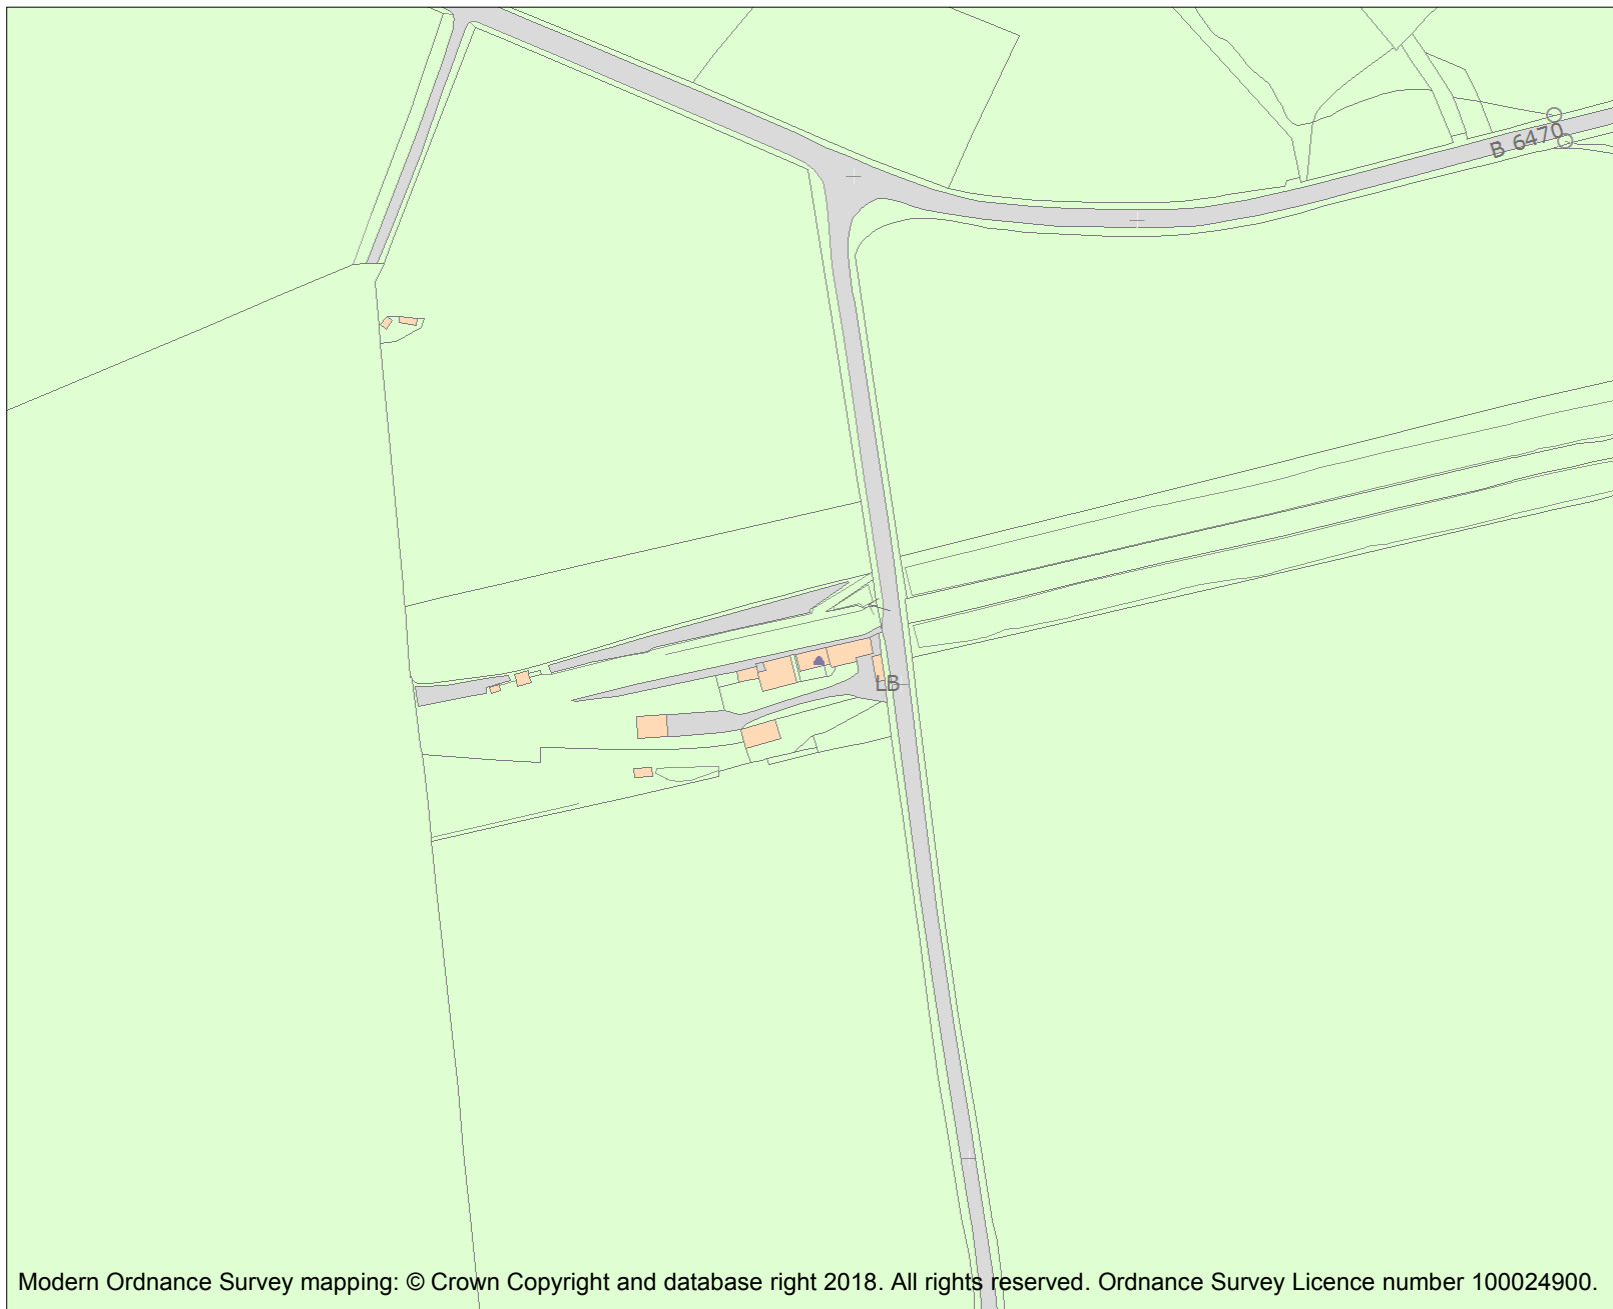 B 6470
LB
Modern Ordnance Survey mapping: © Crown Copyright and database right 2018. All rights reserved. Ordnance Survey Licence number 100024900.